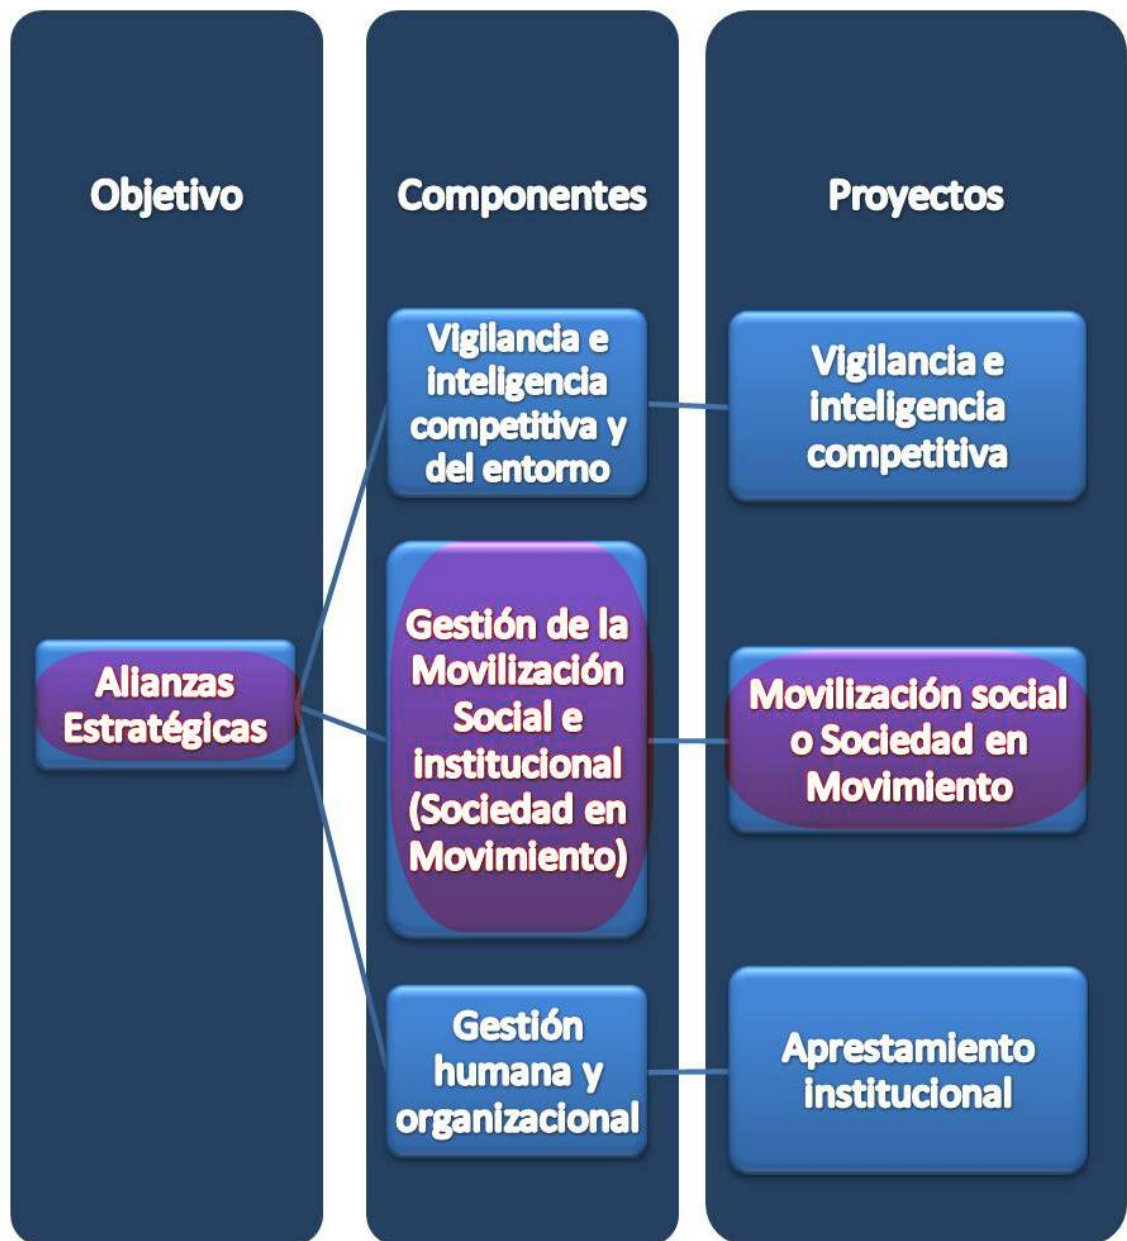 Objetivo
Componentes
Proyectos
Alianzas
Estratégicas
Vigilancia e
inteligencia
competitiva y
del entorno
Vigilancia e
inteligencia
competitiva
Gestión de la
Movilización
Social e
institucional
(Sociedad en
Movimiento)
Movilización social
o Sociedad en
Movimiento
Gestión
humana y
organizacional
Aprestamiento
institucional